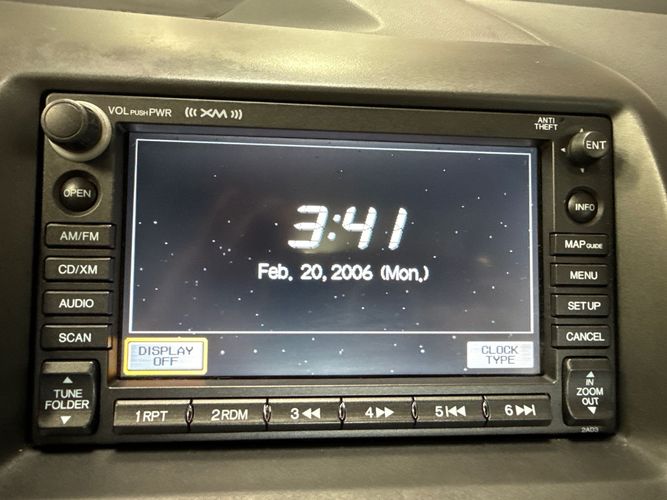 VOL PUSH PWR
XM
ANTI
THEFT
ENT
OPEN
INFO
AM/FM
CD/XM
AUDIO
SCAN
TUNE
FOLDER
3:41
Feb. 20, 2006 (Mon.)
DISPLAY
OFF
CLOCK
TYPE
MAP GUIDE
MENU
SETUP
CANCEL
IN
ZOOM
OUT
1 RPT
2 RDM
3
4
5
6
2AD3